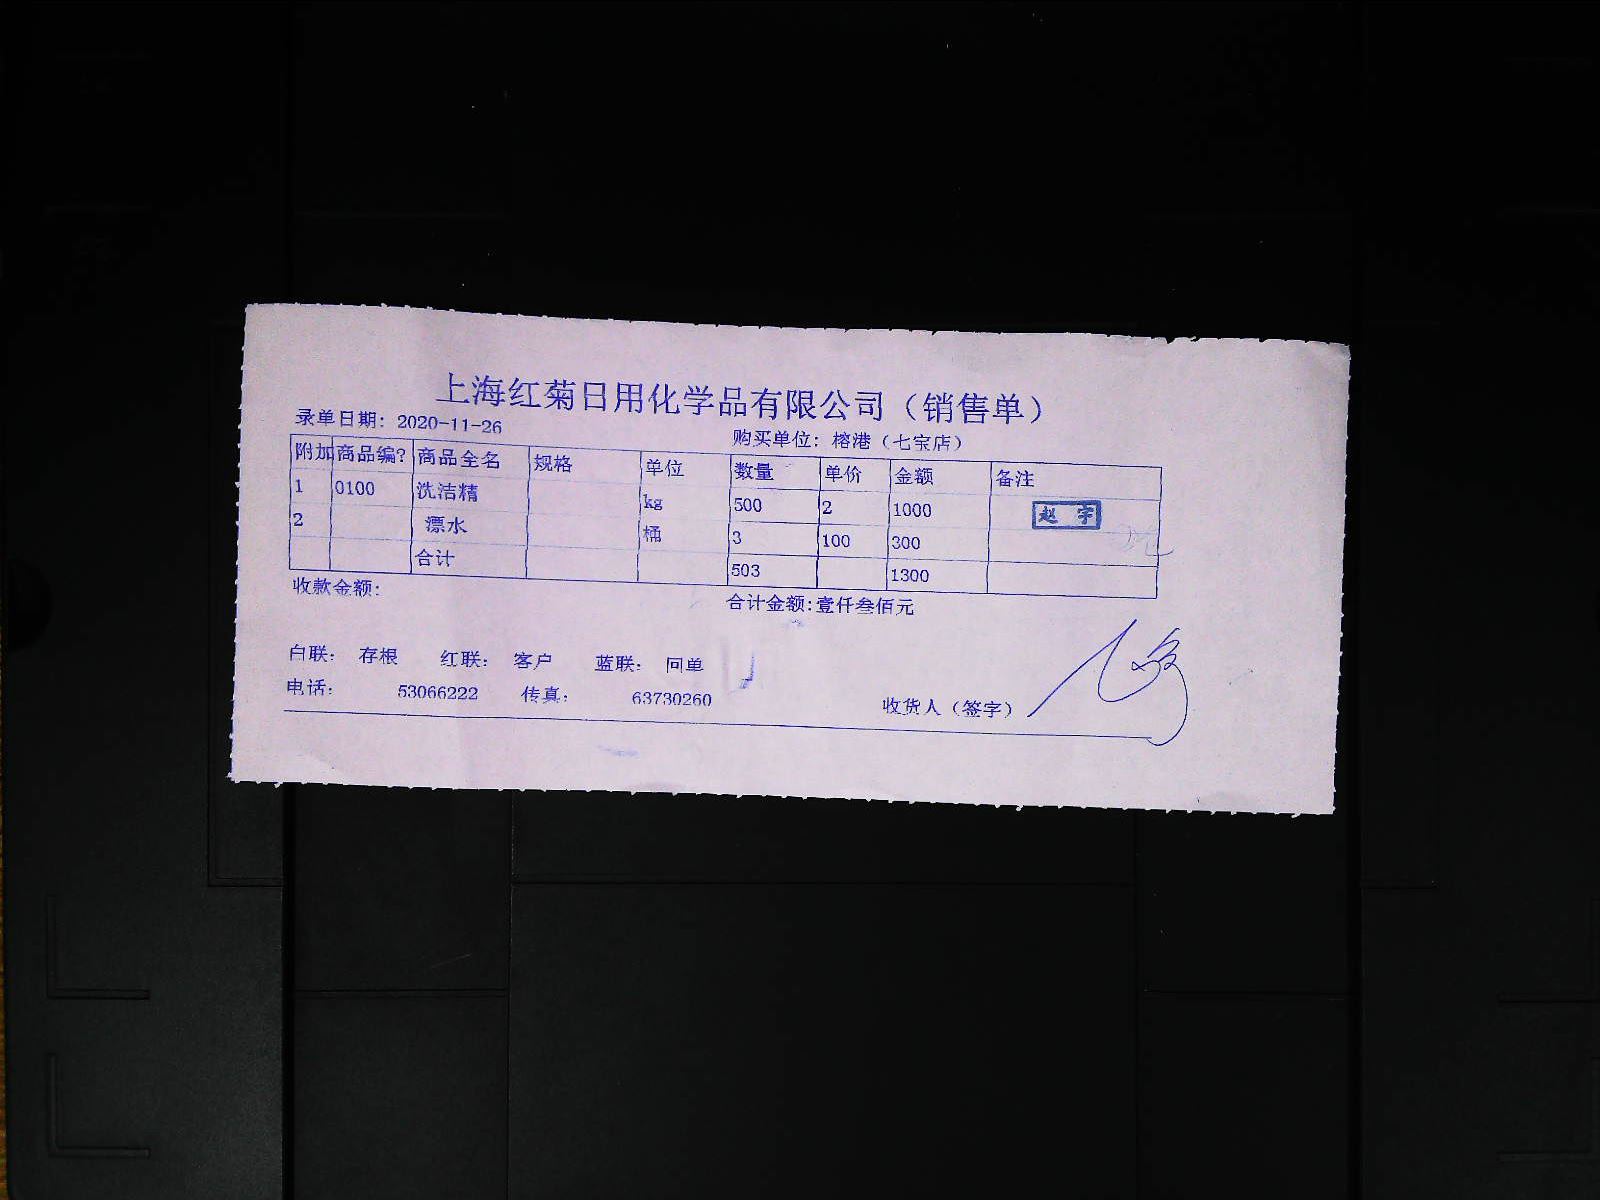 上海红菊日用化学品有限公司（销售单）
录单日期: 2020-11-26 购买单位: 榕港（七宝店）
附加 商品编? 商品全名 规格 单位 数量 单价 金额 备注
1 0100 洗洁精 kg 500 2 1000 赵宇
2 漂水 桶 3 100 300
合计 503 1300
收款金额: 合计金额:壹仟叁佰元
白联: 存根 红联: 客户 蓝联: 回单
电话: 53066222 传真: 63730260 收货人（签字）